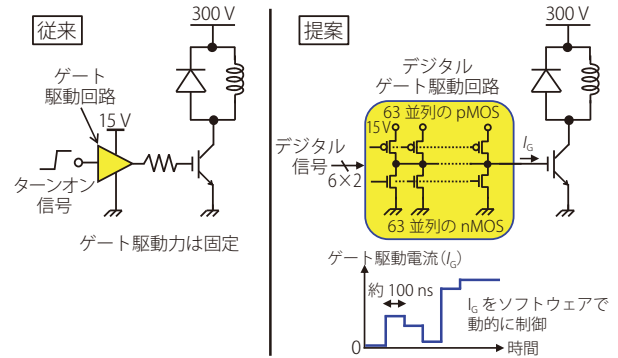 従来
300 V
ゲート
駆動回路
15 V
ターンオン
信号
ゲート駆動力は固定
提案
300 V
デジタル
ゲート駆動回路
63 並列の pMOS
15V
デジタル
信号
6×2
IG
63 並列の nMOS
ゲート駆動電流(IG)
約 100 ns
IG をソフトウェアで
動的に制御
0
時間